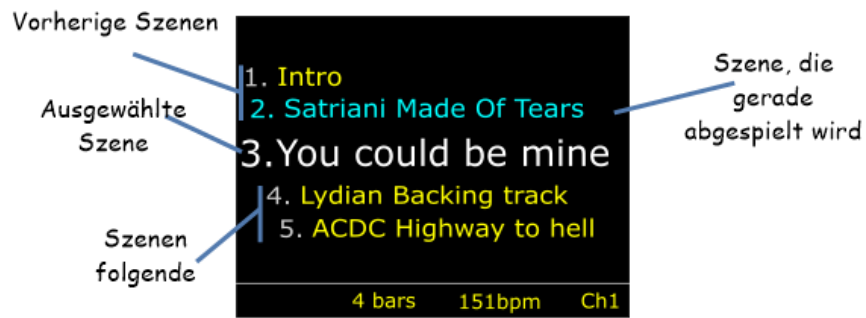 Vorherige Szenen
Ausgewählte
Szene
Szenen
folgende
1. Intro
2. Satriani Made Of Tears
3.You could be mine
4. Lydian Backing track
5. ACDC Highway to hell
4 bars 151bpm Ch1
Szene, die
gerade
abgespielt wird